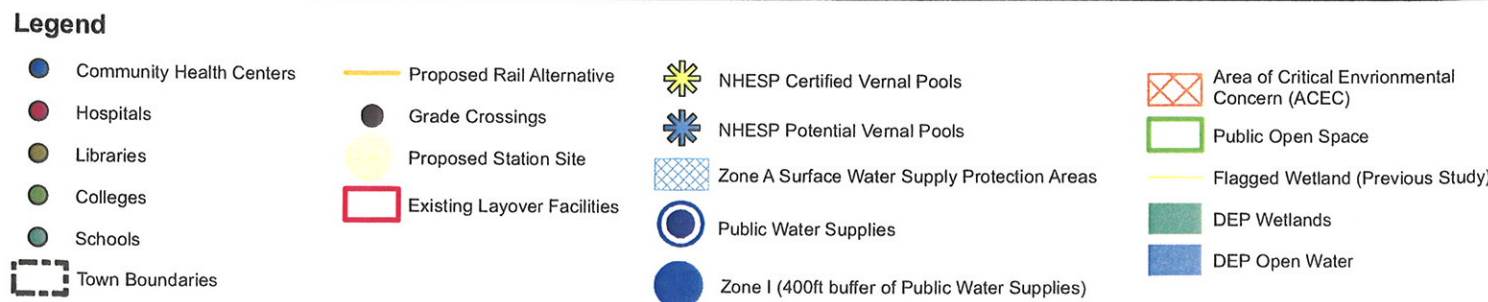 Legend
Community Health Centers
Hospitals
Libraries
Colleges
Schools
Town Boundaries
Proposed Rail Alternative
Grade Crossings
Proposed Station Site
Existing Layover Facilities
NHESP Certified Vernal Pools
NHESP Potential Vernal Pools
Zone A Surface Water Supply Protection Areas
Public Water Supplies
Zone I (400ft buffer of Public Water Supplies)
Area of Critical Envrionmental
Concern (ACEC)
Public Open Space
Flagged Wetland (Previous Study)
DEP Wetlands
DEP Open Water